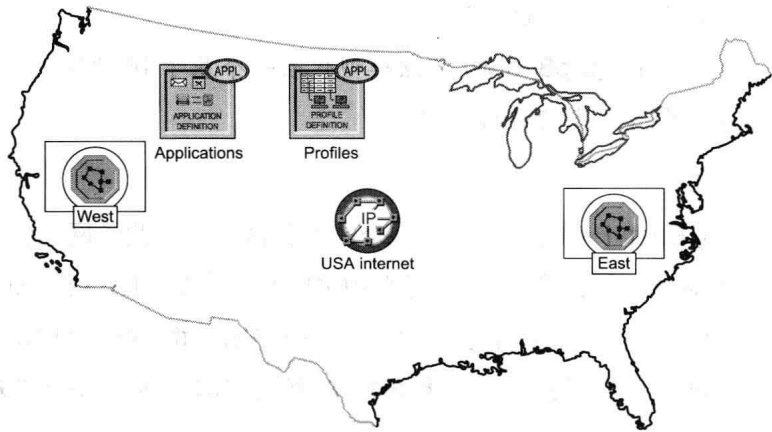 APPL
APPLICATION
DEFINITION
Applications
APPL
PROFILE
DEFINITION
Profiles
West
IP
USA internet
East